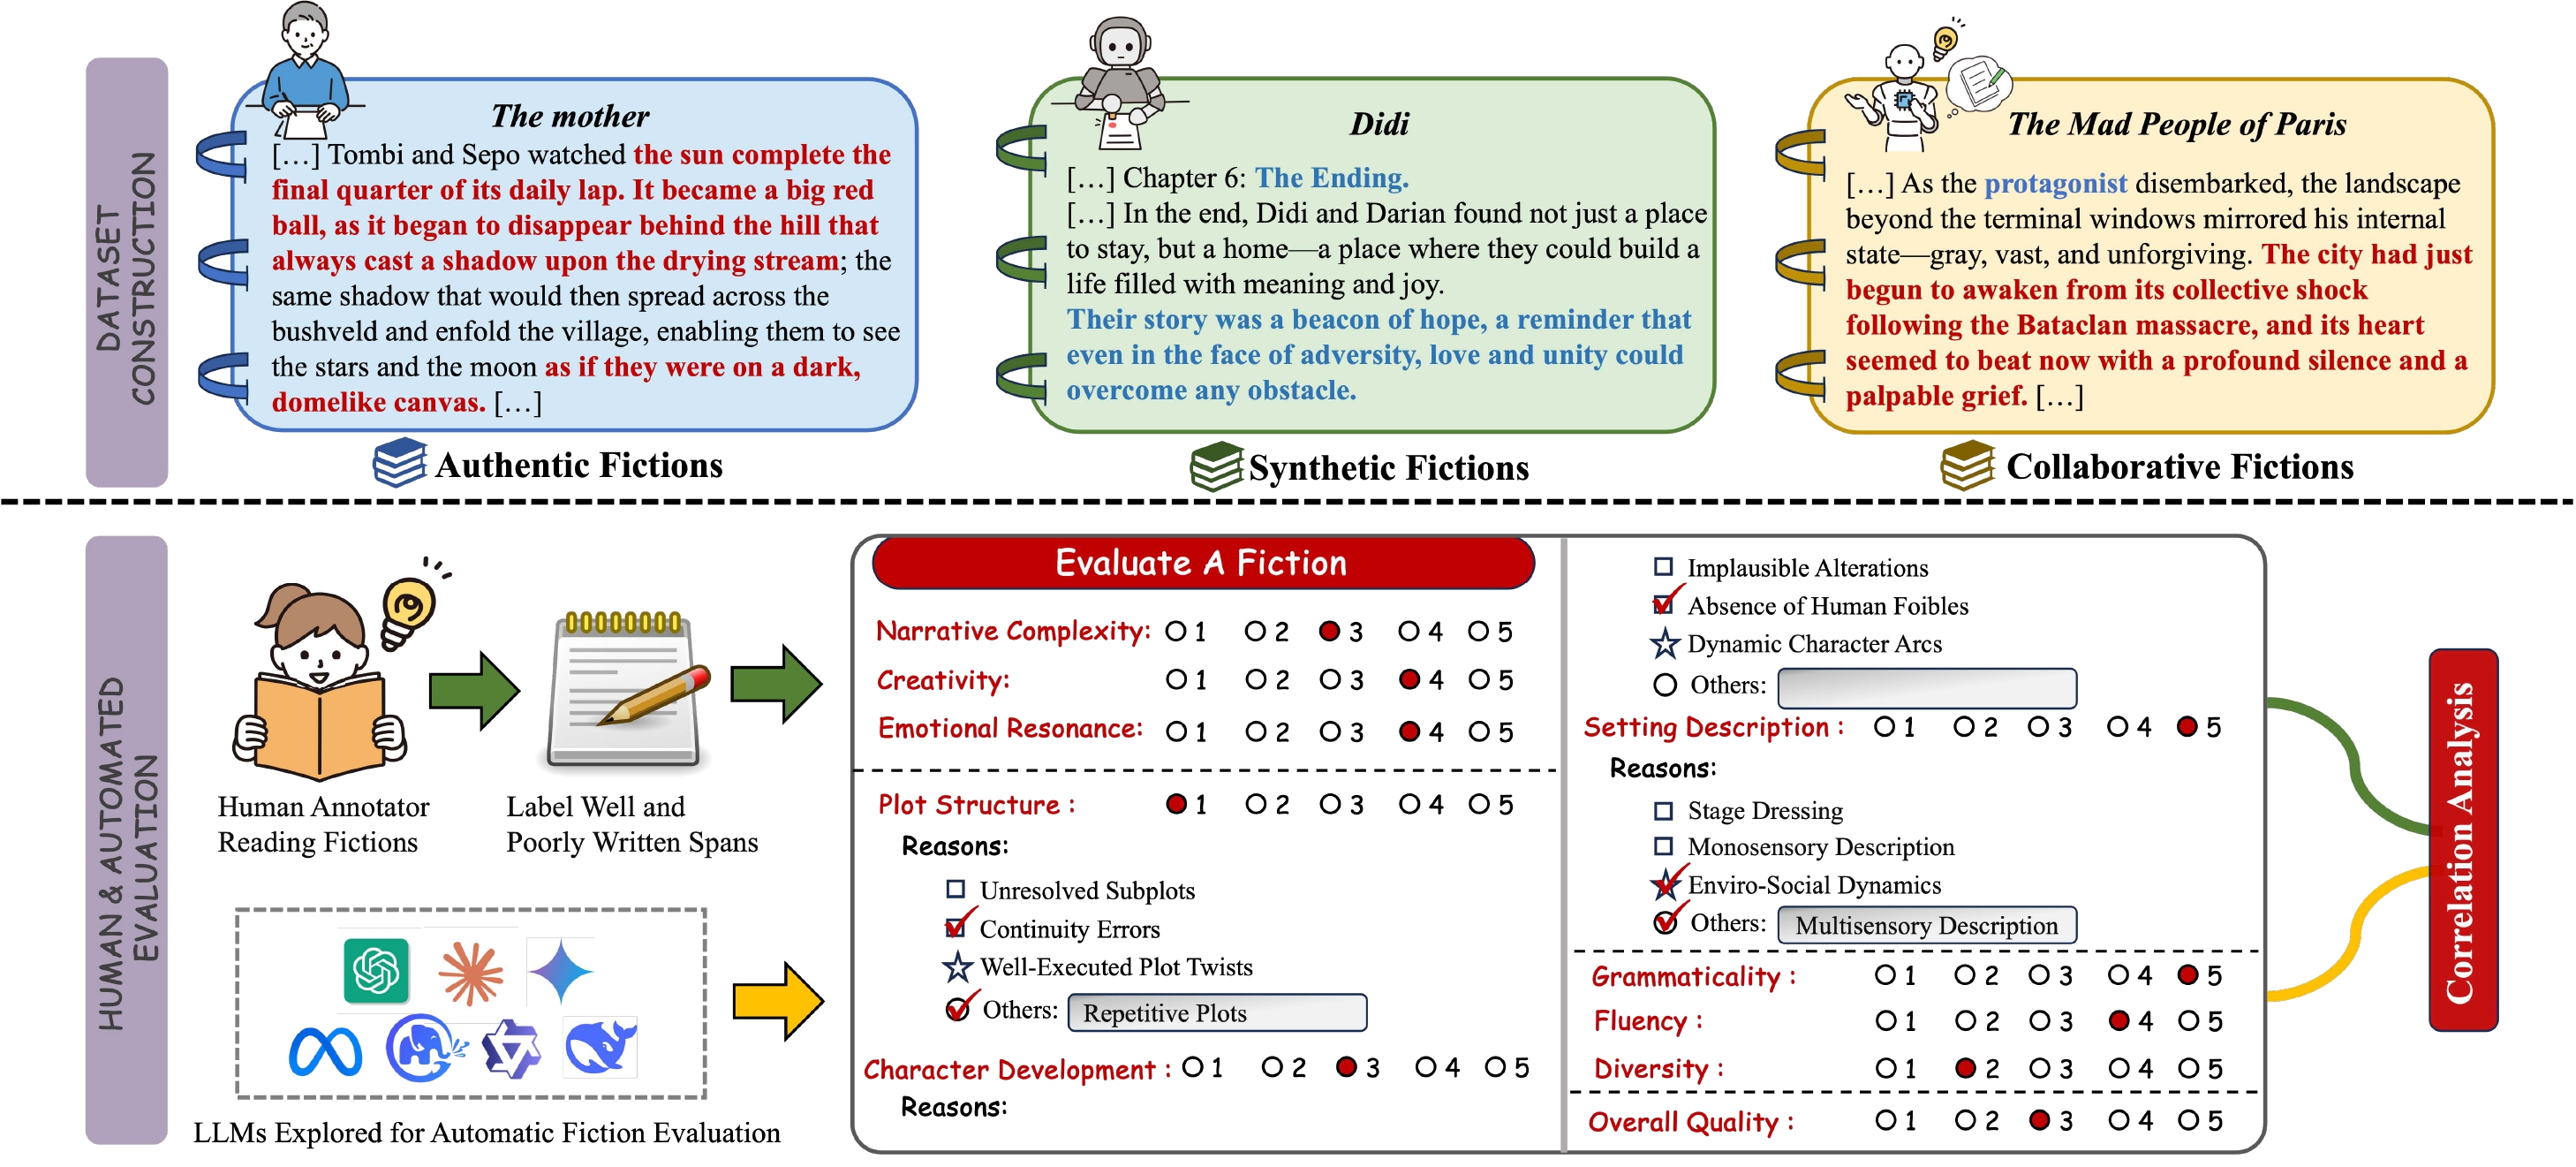 DATASET
CONSTRUCTION
The mother
[…] Tombi and Sepo watched the sun complete the
final quarter of its daily lap. It became a big red
ball, as it began to disappear behind the hill that
always cast a shadow upon the drying stream; the
same shadow that would then spread across the
bushveld and enfold the village, enabling them to see
the stars and the moon as if they were on a dark,
domelike canvas. […]
Authentic Fictions
Didi
[…] Chapter 6: The Ending.
[…] In the end, Didi and Darian found not just a place
to stay, but a home—a place where they could build a
life filled with meaning and joy.
Their story was a beacon of hope, a reminder that
even in the face of adversity, love and unity could
overcome any obstacle.
Synthetic Fictions
The Mad People of Paris
[…] As the protagonist disembarked, the landscape
beyond the terminal windows mirrored his internal
state—gray, vast, and unforgiving. The city had just
begun to awaken from its collective shock
following the Bataclan massacre, and its heart
seemed to beat now with a profound silence and a
palpable grief. […]
Collaborative Fictions
HUMAN & AUTOMATED
EVALUATION
Human Annotator
Reading Fictions
Label Well and
Poorly Written Spans
LLMs Explored for Automatic Fiction Evaluation
Evaluate A Fiction
Narrative Complexity: 1 2 3 4 5
Creativity: 1 2 3 4 5
Emotional Resonance: 1 2 3 4 5
Plot Structure : 1 2 3 4 5
Reasons:
Unresolved Subplots
Continuity Errors
Well-Executed Plot Twists
Others: Repetitive Plots
Character Development : 1 2 3 4 5
Reasons:
Implausible Alterations
Absence of Human Foibles
Dynamic Character Arcs
Others:
Setting Description : 1 2 3 4 5
Reasons:
Stage Dressing
Monosensory Description
Enviro-Social Dynamics
Others: Multisensory Description
Grammaticality : 1 2 3 4 5
Fluency : 1 2 3 4 5
Diversity : 1 2 3 4 5
Overall Quality : 1 2 3 4 5
Correlation Analysis